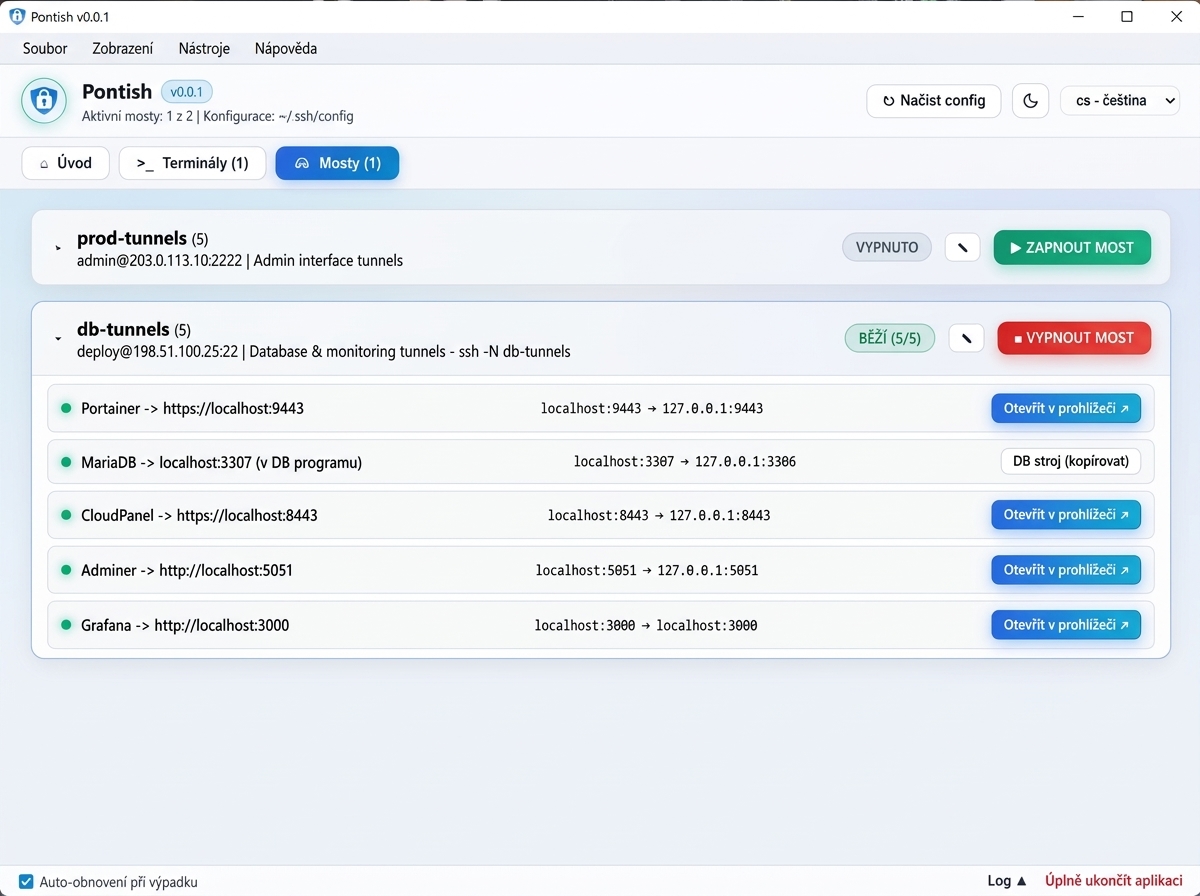 Pontish v0.0.1
Soubor Zobrazení Nástroje Nápověda
Pontish v0.0.1
Aktivní mosty: 1 z 2 | Konfigurace: ~/.ssh/config
↻ Načíst config
cs - čeština
⌂ Úvod
>_ Terminály (1)
Mosty (1)
prod-tunnels (5)
admin@203.0.113.10:2222 | Admin interface tunnels
VYPNUTO
▶ ZAPNOUT MOST
db-tunnels (5)
deploy@198.51.100.25:22 | Database & monitoring tunnels - ssh -N db-tunnels
BĚŽÍ (5/5)
■ VYPNOUT MOST
Portainer -> https://localhost:9443 localhost:9443 → 127.0.0.1:9443 Otevřít v prohlížeči ↗
MariaDB -> localhost:3307 (v DB programu) localhost:3307 → 127.0.0.1:3306 DB stroj (kopírovat)
CloudPanel -> https://localhost:8443 localhost:8443 → 127.0.0.1:8443 Otevřít v prohlížeči ↗
Adminer -> http://localhost:5051 localhost:5051 → 127.0.0.1:5051 Otevřít v prohlížeči ↗
Grafana -> http://localhost:3000 localhost:3000 → localhost:3000 Otevřít v prohlížeči ↗
Auto-obnovení při výpadku
Log ▲ Úplně ukončít aplikaci